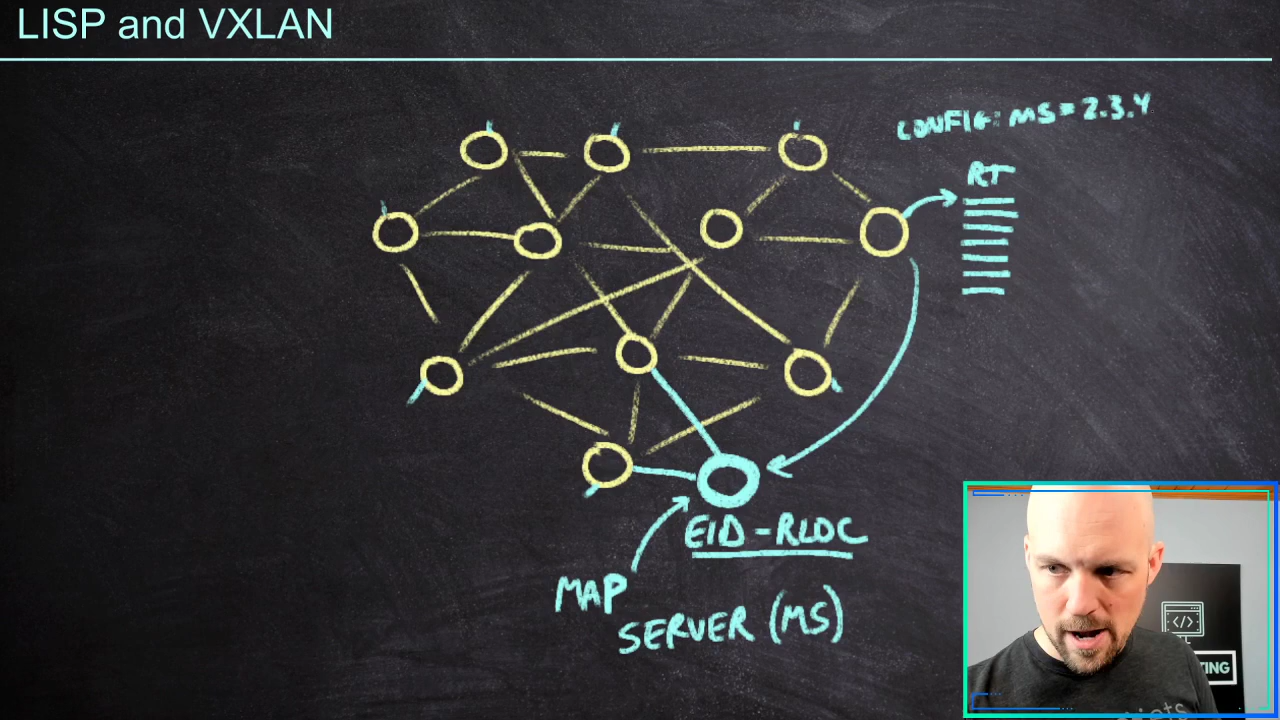 LISP and VXLAN
CONFIG: MS = 2.3.4
RT
EID-RLOC
MAP
SERVER (MS)
</>